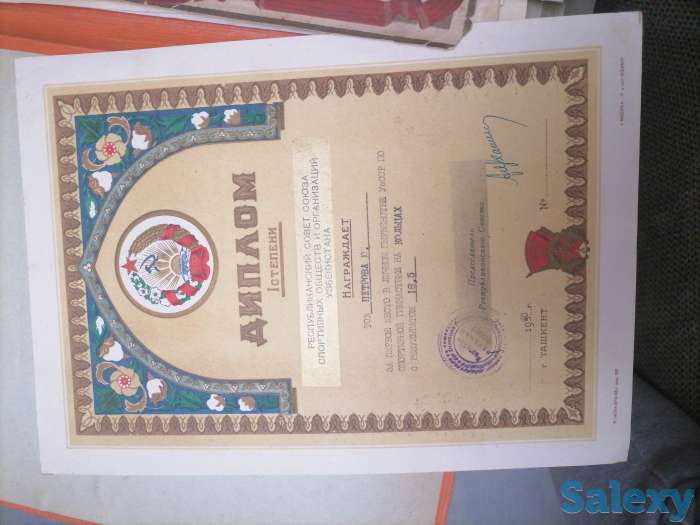 ДИПЛОМ
I СТЕПЕНИ
РЕСПУБЛИКАНСКИЙ СОВЕТ СОЮЗА
СПОРТИВНЫХ ОБЩЕСТВ И ОРГАНИЗАЦИЙ
УЗБЕКИСТАНА
НАГРАЖДАЕТ
ПЕТРОВА
ЗА ПЕРВОЕ МЕСТО В ЛИЧНОМ ПЕРВЕНСТВЕ УзССР ПО
СПОРТИВНОЙ ГИМНАСТИКЕ НА КОЛЬЦАХ
С РЕЗУЛЬТАТОМ 18,5
Председатель
Республиканского Совета
г. ТАШКЕНТ
№
Salexy